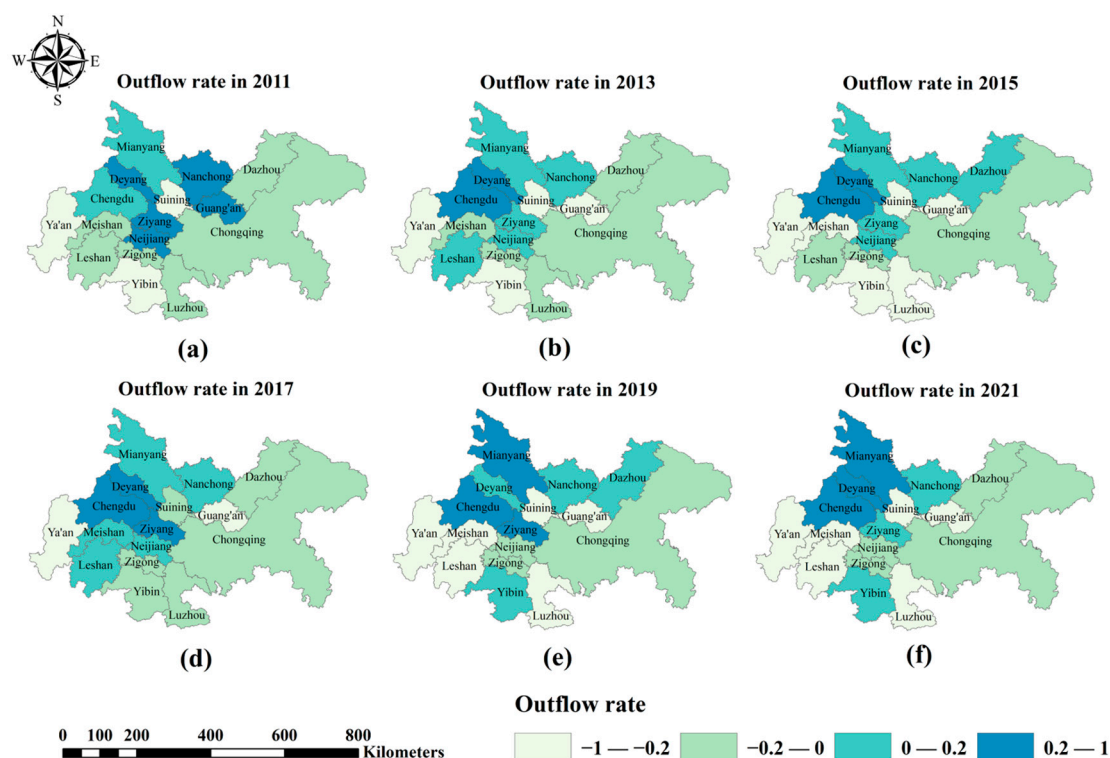 N
W E
S
Outflow rate in 2011
Mianyang
Dazhou
Nanchong
Deyang
Suining
Chengdu
Guang'an
Ziyang
Ya'an
Meishan
Chongqing
Neijiang
Zigong
Leshan
Yibin
Luzhou
(a)
Outflow rate in 2013
Mianyang
Dazhou
Nanchong
Deyang
Suining
Chengdu
Guang'an
Ziyang
Ya'an
Meishan
Chongqing
Neijiang
Zigong
Leshan
Yibin
Luzhou
(b)
Outflow rate in 2015
Mianyang
Dazhou
Nanchong
Deyang
Suining
Chengdu
Guang'an
Ziyang
Ya'an
Meishan
Chongqing
Neijiang
Zigong
Leshan
Yibin
Luzhou
(c)
Outflow rate in 2017
Mianyang
Dazhou
Nanchong
Deyang
Suining
Chengdu
Guang'an
Ziyang
Ya'an
Meishan
Chongqing
Neijiang
Zigong
Leshan
Yibin
Luzhou
(d)
Outflow rate in 2019
Mianyang
Dazhou
Nanchong
Deyang
Suining
Chengdu
Guang'an
Ziyang
Ya'an
Meishan
Chongqing
Neijiang
Zigong
Leshan
Yibin
Luzhou
(e)
Outflow rate in 2021
Mianyang
Dazhou
Nanchong
Deyang
Suining
Chengdu
Guang'an
Ziyang
Ya'an
Meishan
Chongqing
Neijiang
Zigong
Leshan
Yibin
Luzhou
(f)
0 100 200 400 600 800
Kilometers
Outflow rate
−1 — −0.2 −0.2 — 0 0 — 0.2 0.2 — 1